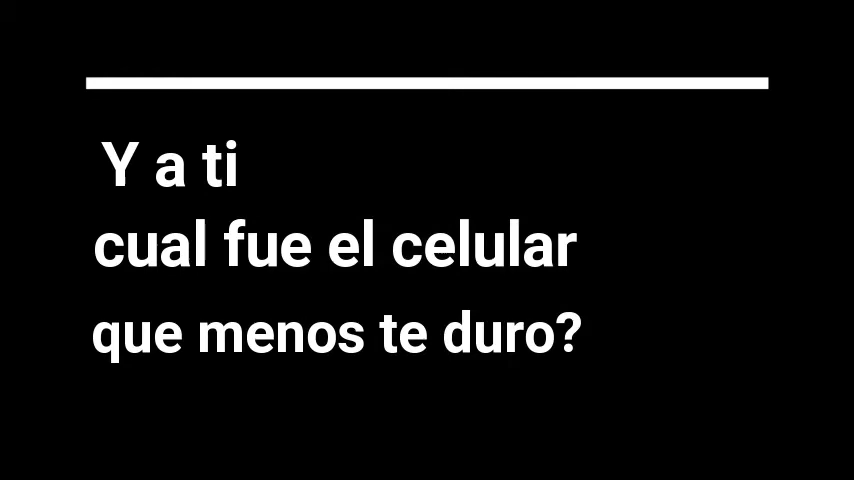 Y a ti
cual fue el celular
que menos te duro?